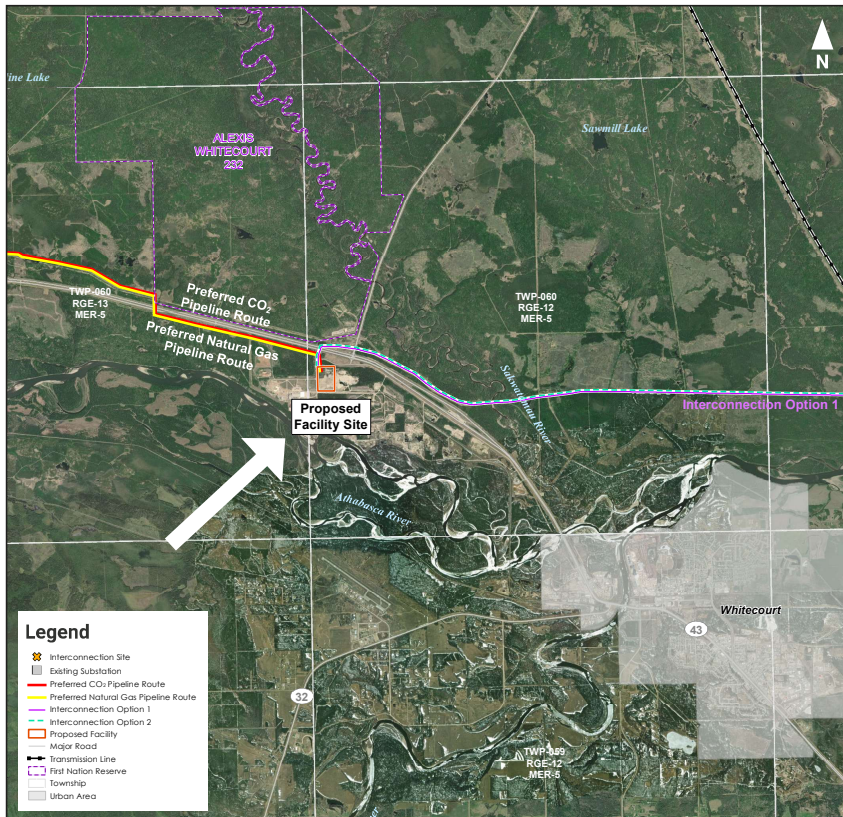 N
ine Lake
Sawmill Lake
ALEXIS
WHITECOURT
232
TWP-060
RGE-13
MER-5
Preferred CO₂
Pipeline Route
Preferred Natural Gas
Pipeline Route
TWP-060
RGE-12
MER-5
Sakwatamau River
Interconnection Option 1
Proposed
Facility Site
Athabasca River
Whitecourt
43
32
TWP-059
RGE-12
MER-5
Legend
Interconnection Site
Existing Substation
Preferred CO₂ Pipeline Route
Preferred Natural Gas Pipeline Route
Interconnection Option 1
Interconnection Option 2
Proposed Facility
Major Road
Transmission Line
First Nation Reserve
Township
Urban Area